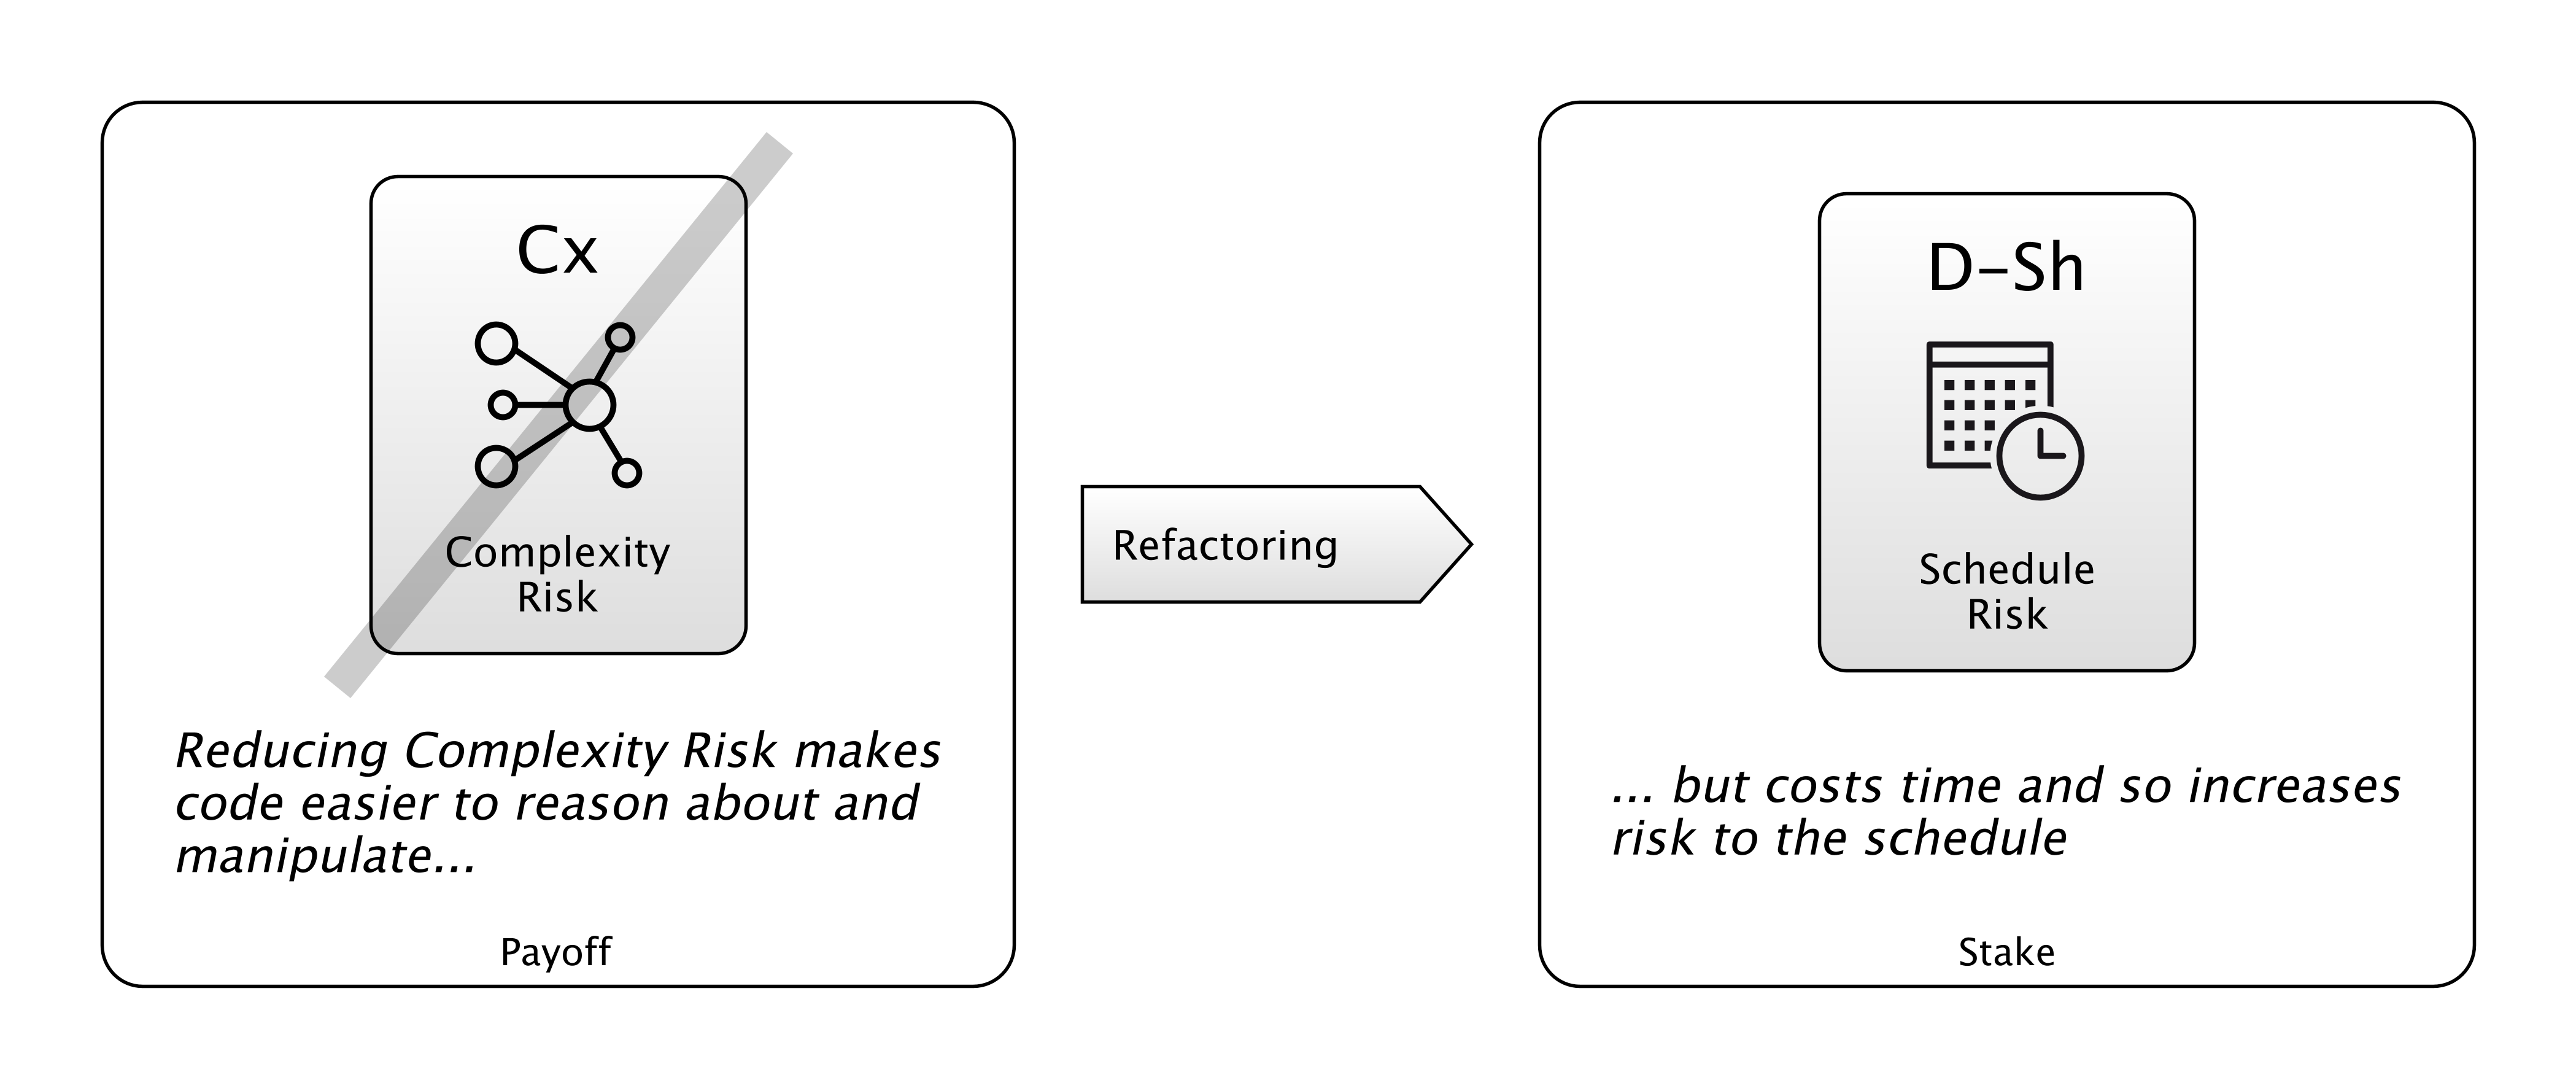 Cx
Complexity
Risk
Reducing Complexity Risk makes
code easier to reason about and
manipulate...
Payoff
Refactoring
D–Sh
Schedule
Risk
... but costs time and so increases
risk to the schedule
Stake